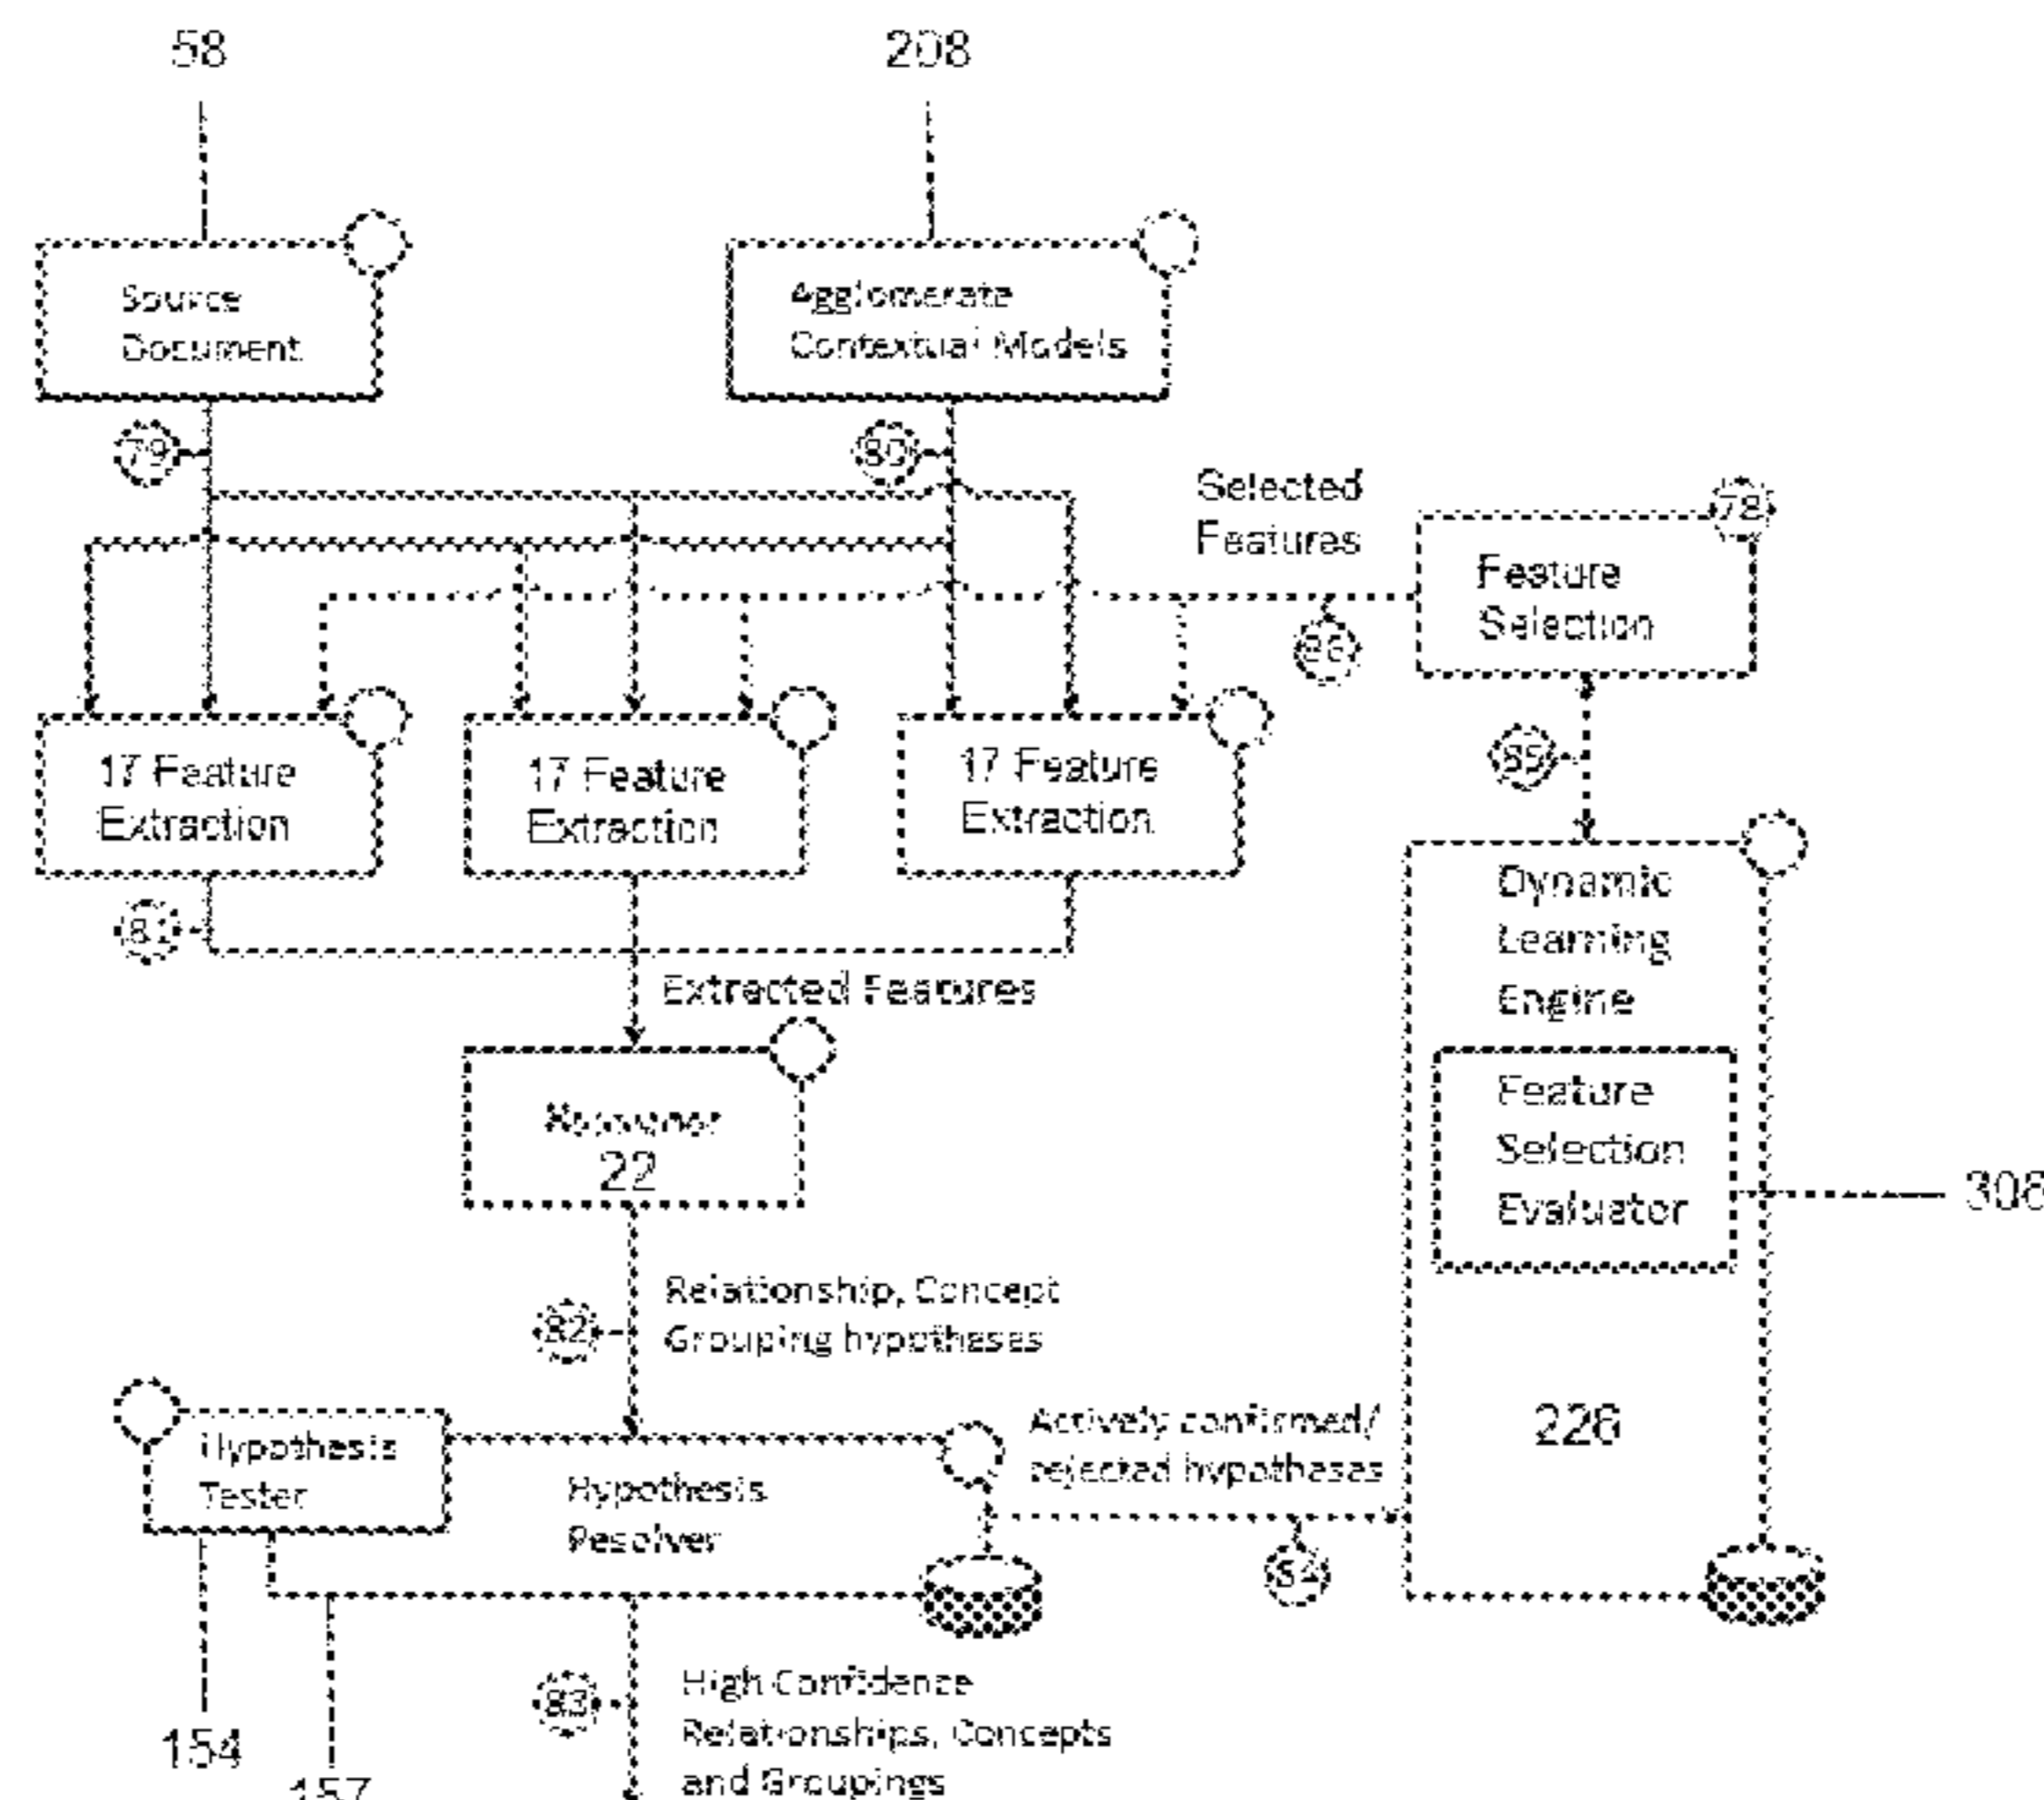 58
208
Source
Document
Agglomerate
Contextual Models
79
80
Selected
Features
78
Feature
Selection
86
17 Feature
Extraction
17 Feature
Extraction
17 Feature
Extraction
85
81
Extracted Features
Dynamic
Learning
Engine
Reasoner
22
Feature
Selection
Evaluator
82
Relationship, Concept
Grouping hypotheses
Hypothesis
Tester
Hypothesis
Resolver
Actively confirmed/
rejected hypotheses
226
84
83
High Confidence
Relationships, Concepts
and Groupings
154
157